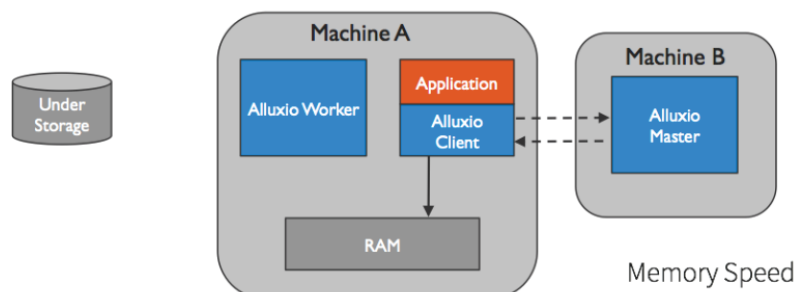 Machine A
Machine B
Under
Storage
Alluxio Worker
Application
Alluxio
Client
Alluxio
Master
RAM
Memory Speed